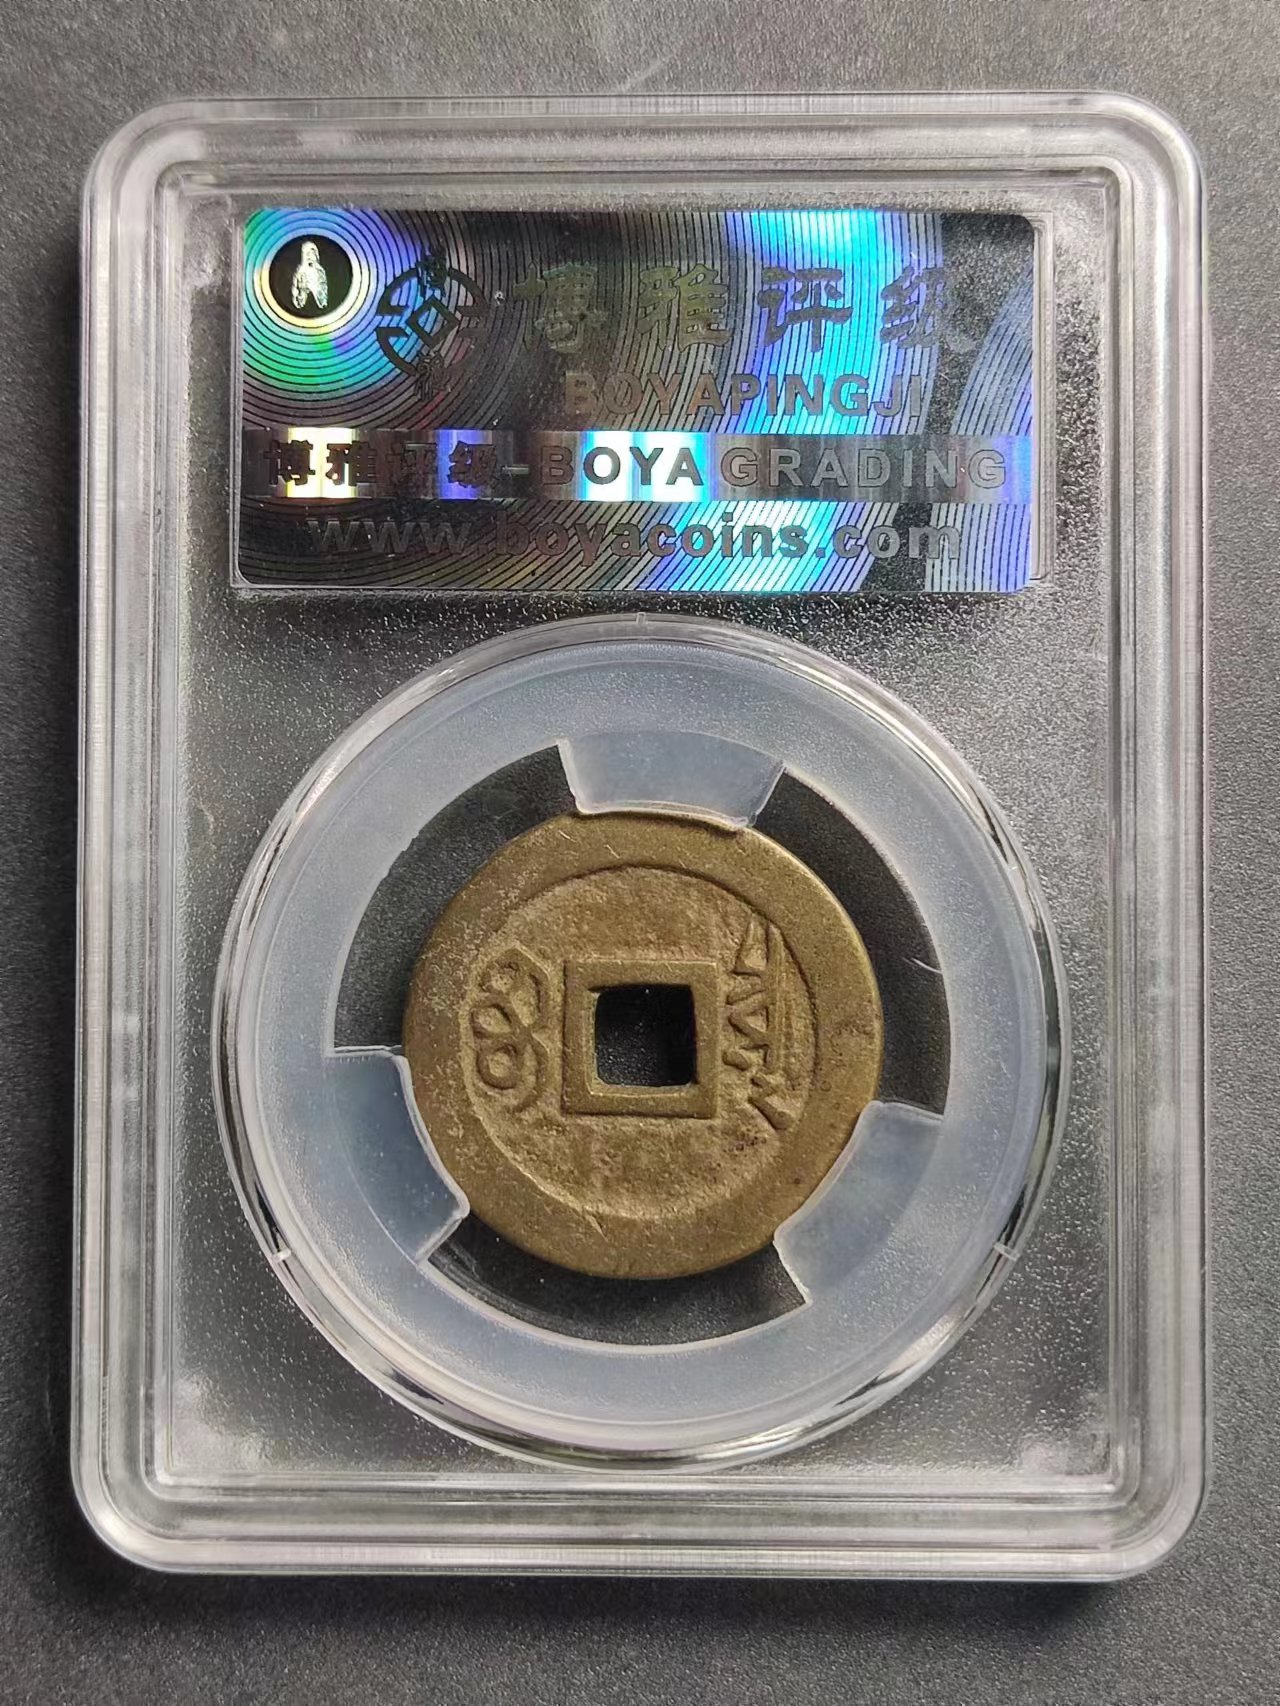 博雅评级
BOYAPINGJI
博雅评级-BOYA GRADING
www.boyacoins.com